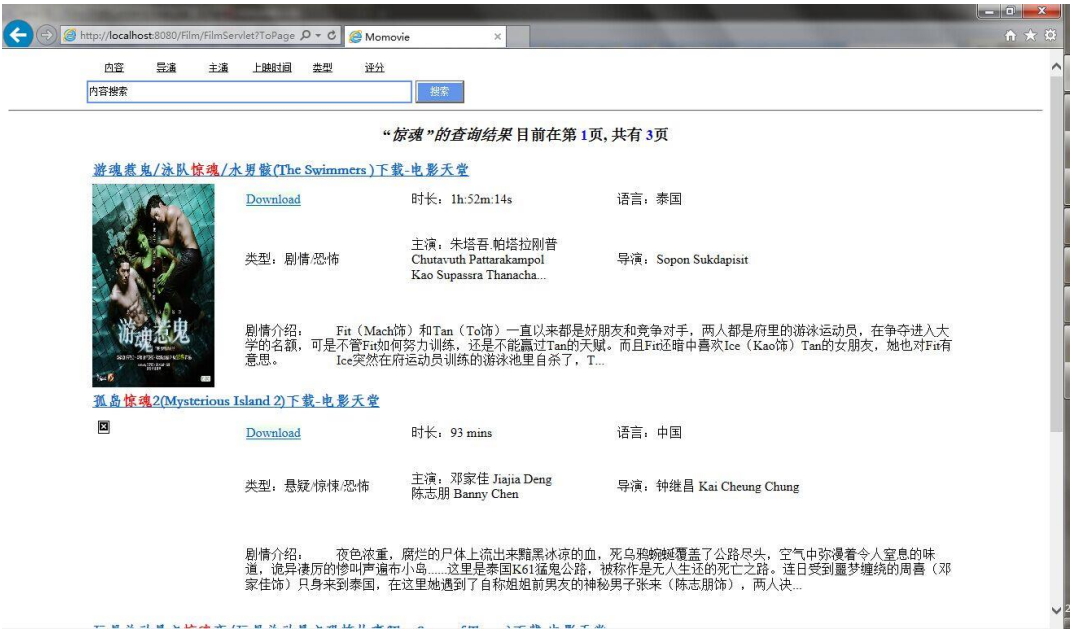 http://localhost:8080/Film/FilmServlet?ToPage
Momovie
内容 导演 主演 上映时间 类型 评分
内容搜索 搜索
“惊魂 ”的查询结果 目前在第 1页, 共有 3页
游魂惹鬼/泳队惊魂/水男骸(The Swimmers )下载-电影天堂
游魂惹鬼
Download 时长：1h:52m:14s 语言：泰国
类型：剧情/恐怖
主演：朱塔吾.帕塔拉刚普
Chutavuth Pattarakampol
Kao Supassra Thanacha...
导演：Sopon Sukdapisit
剧情介绍： Fit（Mach饰）和Tan（To饰）一直以来都是好朋友和竞争对手，两人都是府里的游泳运动员，在争夺进入大
学的名额，可是不管Fit如何努力训练，还是不能赢过Tan的天赋。而且Fit还暗中喜欢Ice（Kao饰）Tan的女朋友，她也对Fit有
意思。 Ice突然在府运动员训练的游泳池里自杀了，T...
孤岛惊魂2(Mysterious Island 2)下载-电影天堂
Download 时长：93 mins 语言：中国
类型：悬疑/惊悚/恐怖
主演：邓家佳 Jiajia Deng
陈志朋 Banny Chen
导演：钟继昌 Kai Cheung Chung
剧情介绍： 夜色浓重，腐烂的尸体上流出来黯黑冰凉的血，死乌鸦蜿蜒覆盖了公路尽头，空气中弥漫着令人窒息的味
道，诡异凄厉的惨叫声遍布小岛......这里是泰国K61猛鬼公路，被称作是无人生还的死亡之路。连日受到噩梦缠绕的周喜（邓
家佳饰）只身来到泰国，在这里她遇到了自称姐姐前男友的神秘男子张来（陈志朋饰），两人决...